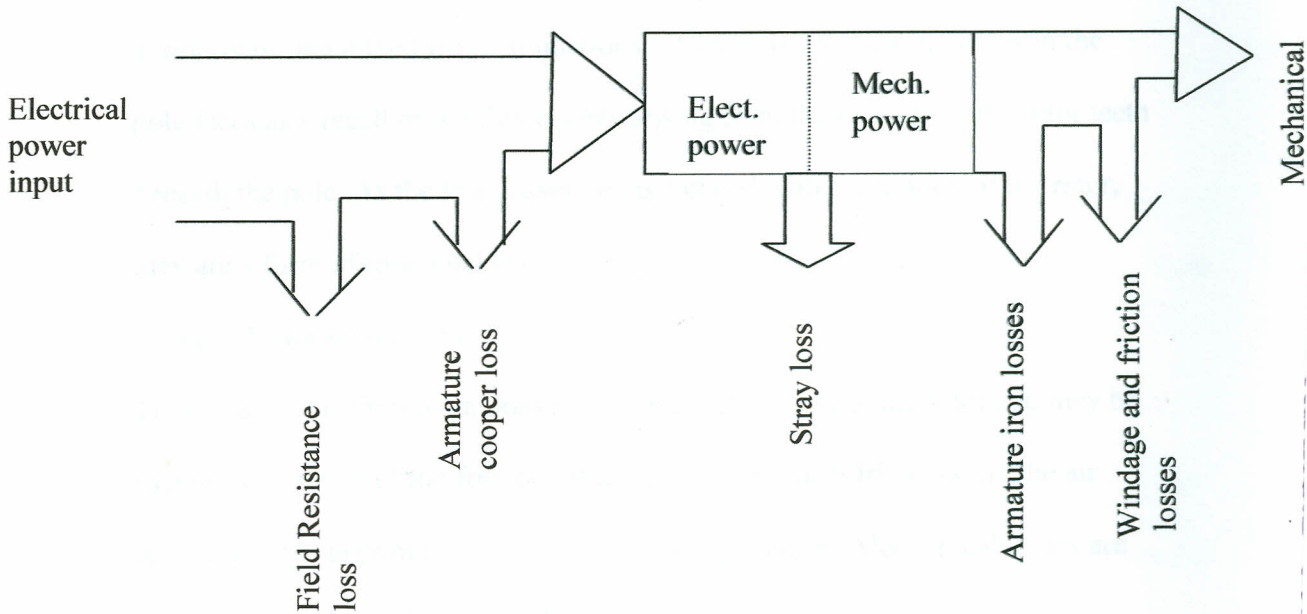 Electrical
power
input
Elect.
power
Mech.
power
Mechanical
Field Resistance
loss
Armature
cooper loss
Stray loss
Armature iron losses
Windage and friction
losses